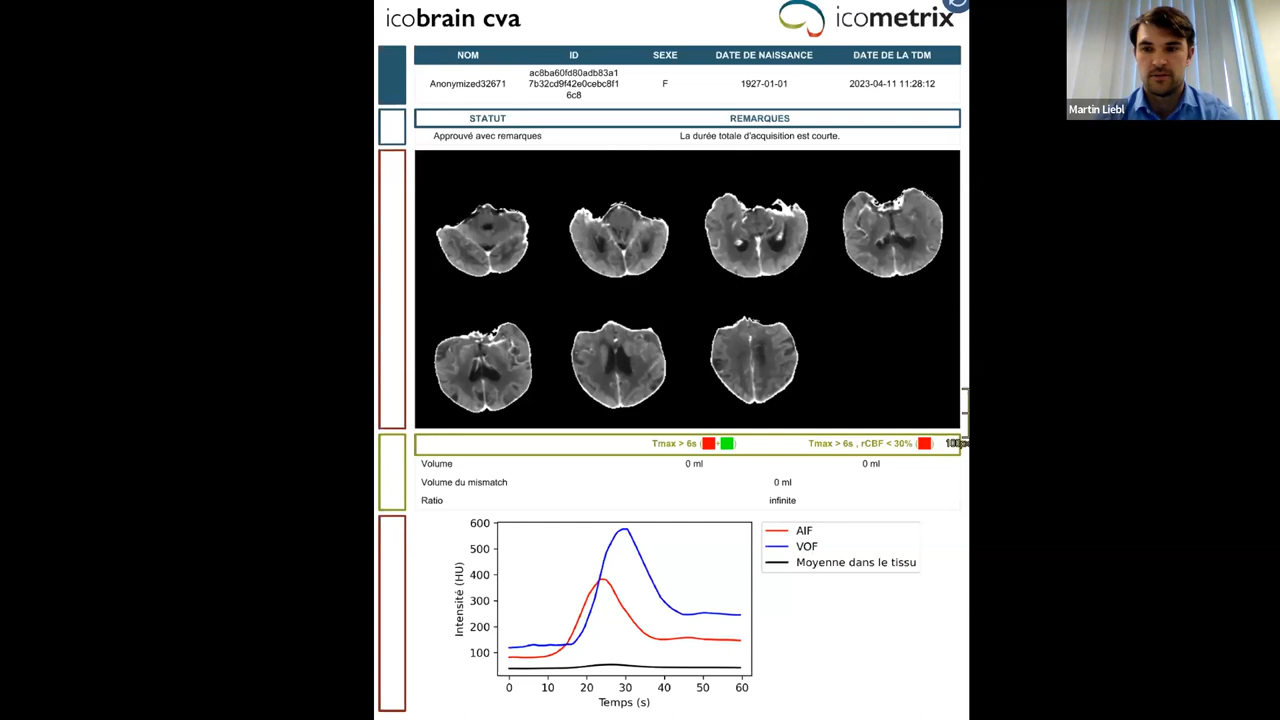 icobrain cva
icometrix
NOM ID SEXE DATE DE NAISSANCE DATE DE LA TDM
Anonymized32671 ac8ba60fd80adb83a1 F 1927-01-01 2023-04-11 11:28:12
7b32cd9f42e0cebc8f1
6c8
STATUT REMARQUES
Approuvé avec remarques La durée totale d'acquisition est courte.
Tmax > 6s ( + ) Tmax > 6s , rCBF < 30% ( )
Volume 0 ml 0 ml
Volume du mismatch 0 ml
Ratio infinite
600
500
400
300
200
100
Intensité (HU)
0 10 20 30 40 50 60
Temps (s)
AIF
VOF
Moyenne dans le tissu
Martin Liebl